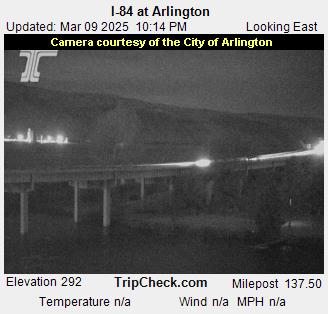 I-84 at Arlington
Updated: Mar 09 2025 10:14 PM Looking East
Camera courtesy of the City of Arlington
Elevation 292 TripCheck.com Milepost 137.50
Temperature n/a Wind n/a MPH n/a